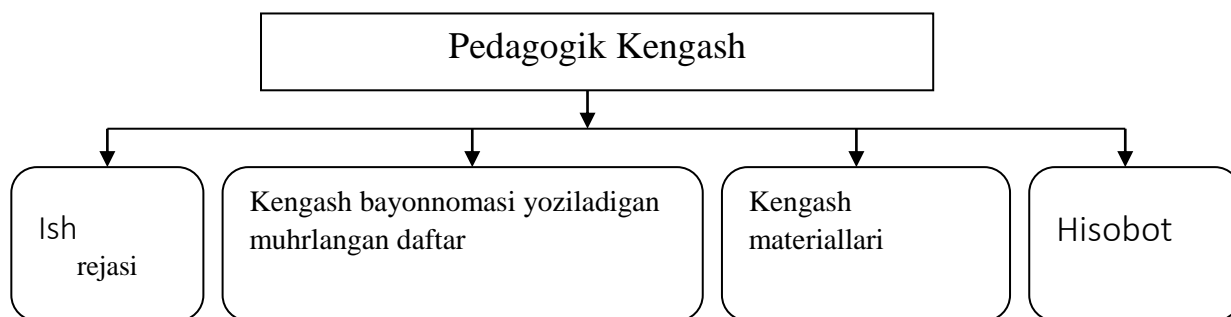 Pedagogik Kengash
Ish
rejasi
Kengash bayonnomasi yoziladigan
muhrlangan daftar
Kengash
materiallari
Hisobot